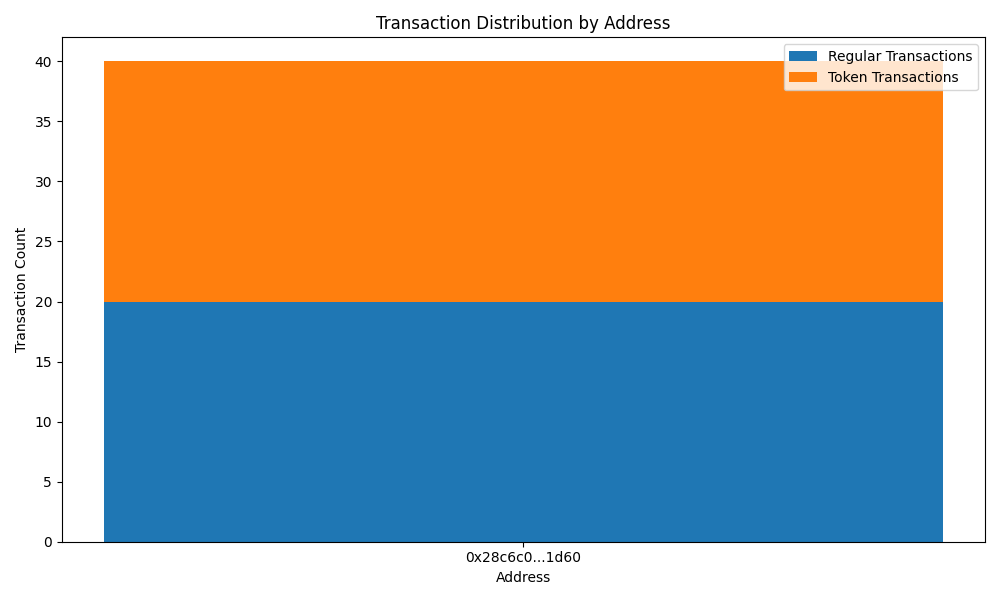 Transaction Distribution by Address
Regular Transactions
Token Transactions
Transaction Count
40
35
30
25
20
15
10
5
0
0x28c6c0...1d60
Address